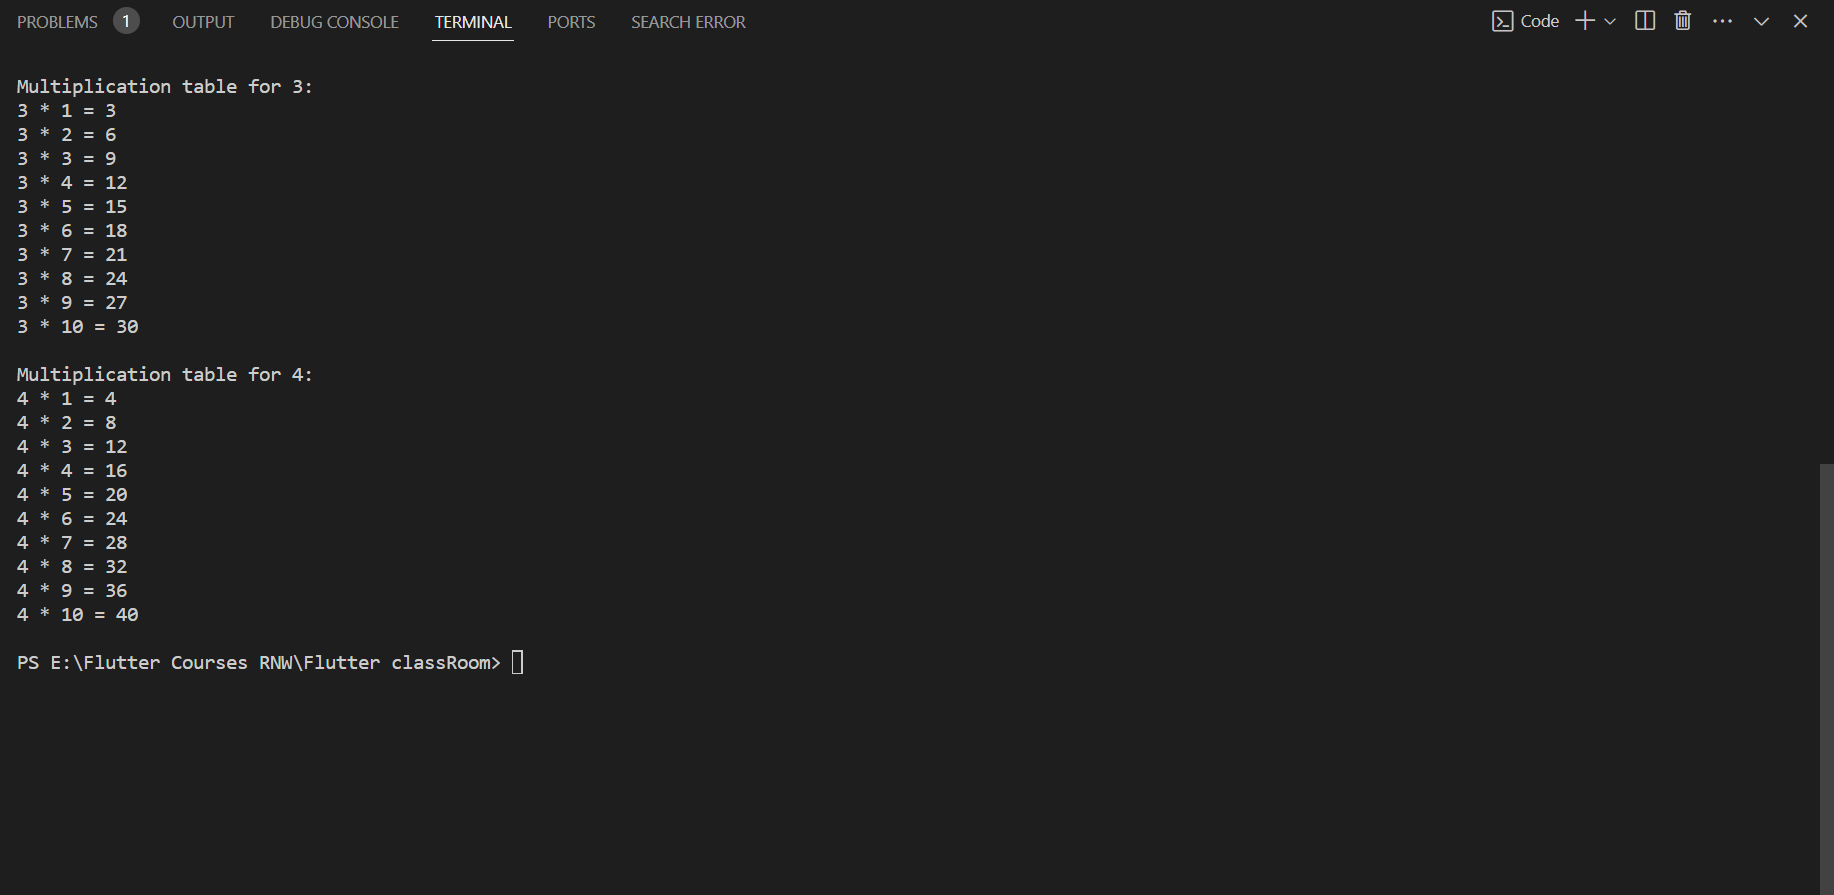 PROBLEMS 1 OUTPUT DEBUG CONSOLE TERMINAL PORTS SEARCH ERROR Code
Multiplication table for 3:
3 * 1 = 3
3 * 2 = 6
3 * 3 = 9
3 * 4 = 12
3 * 5 = 15
3 * 6 = 18
3 * 7 = 21
3 * 8 = 24
3 * 9 = 27
3 * 10 = 30
Multiplication table for 4:
4 * 1 = 4
4 * 2 = 8
4 * 3 = 12
4 * 4 = 16
4 * 5 = 20
4 * 6 = 24
4 * 7 = 28
4 * 8 = 32
4 * 9 = 36
4 * 10 = 40
PS E:\Flutter Courses RNW\Flutter classRoom>